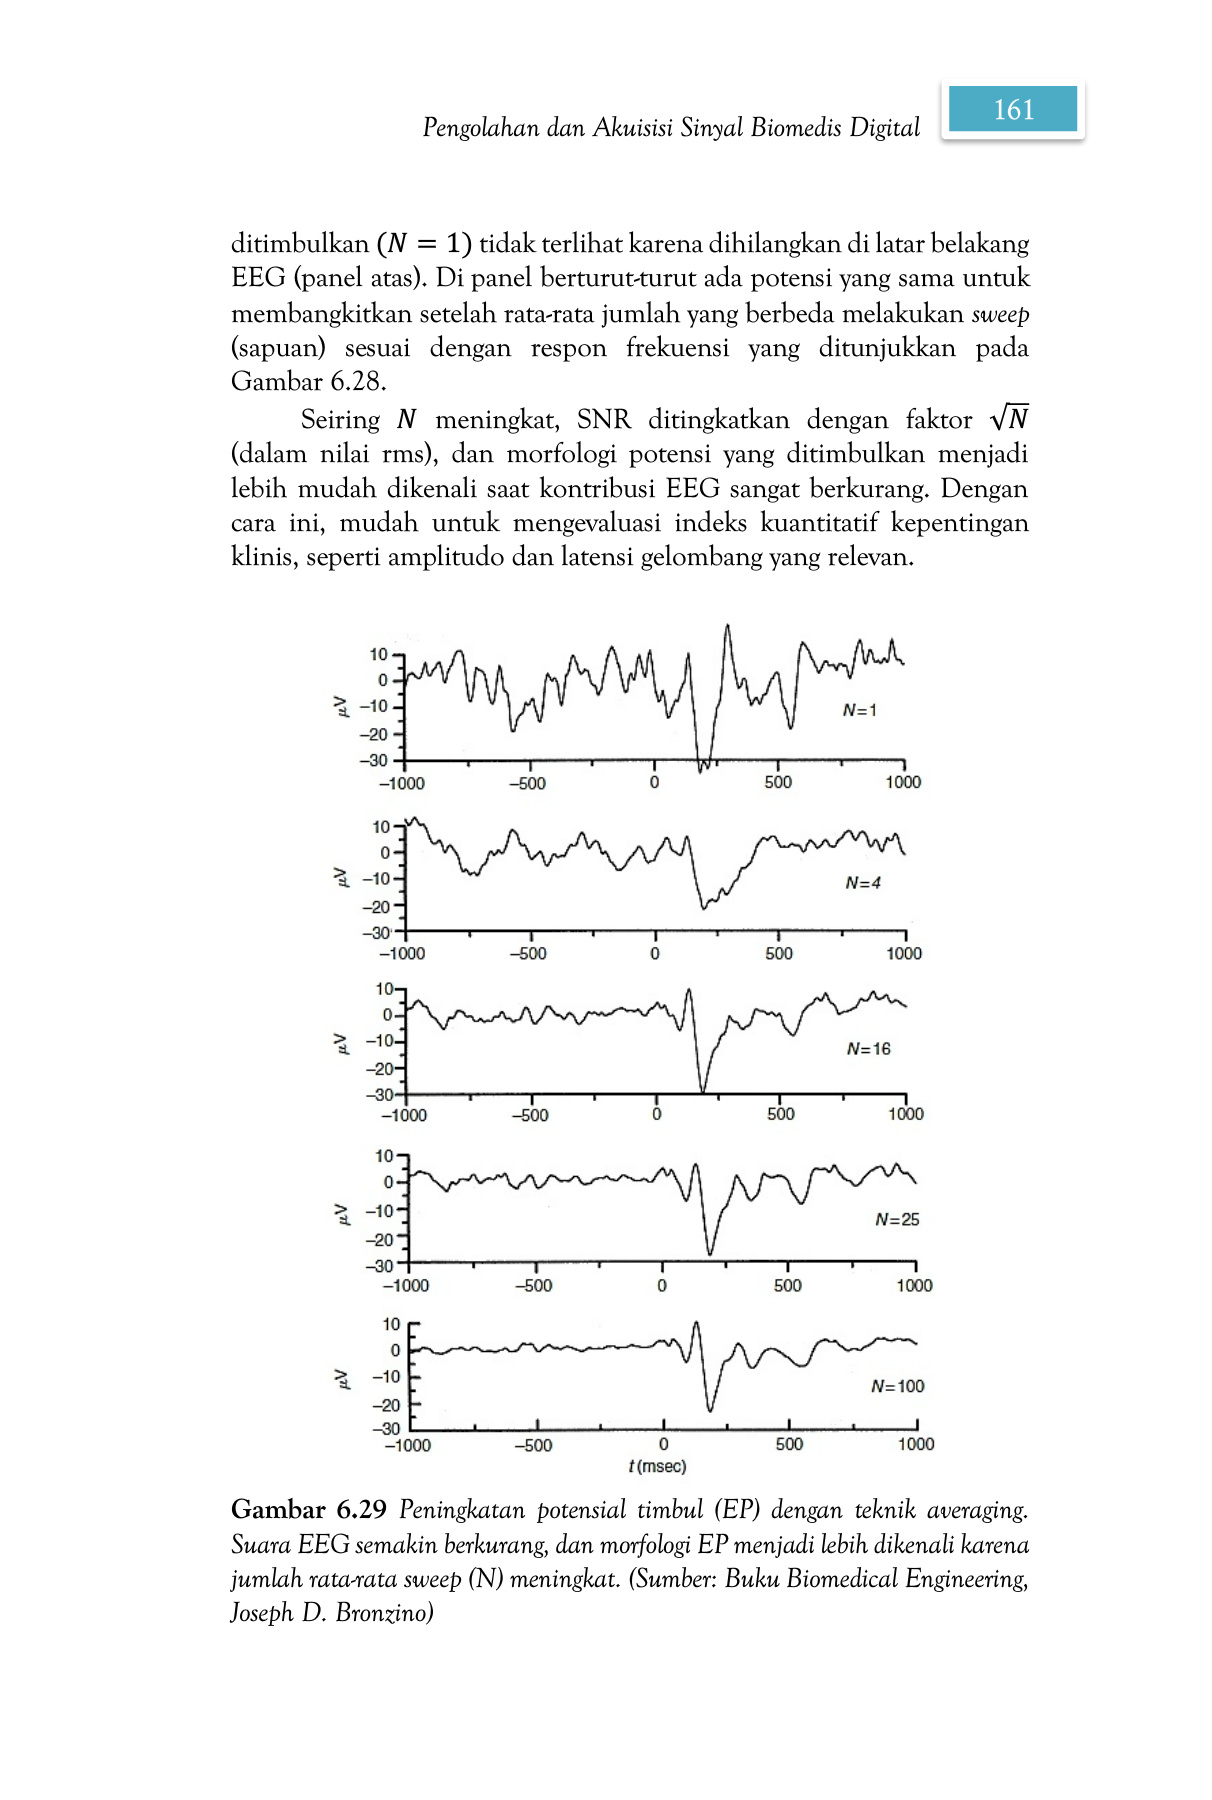 Pengolahan dan Akuisisi Sinyal Biomedis Digital
161
ditimbulkan (N = 1) tidak terlihat karena dihilangkan di latar belakang
EEG (panel atas). Di panel berturut-turut ada potensi yang sama untuk
membangkitkan setelah rata-rata jumlah yang berbeda melakukan sweep
(sapuan) sesuai dengan respon frekuensi yang ditunjukkan pada
Gambar 6.28.
Seiring N meningkat, SNR ditingkatkan dengan faktor √N
(dalam nilai rms), dan morfologi potensi yang ditimbulkan menjadi
lebih mudah dikenali saat kontribusi EEG sangat berkurang. Dengan
cara ini, mudah untuk mengevaluasi indeks kuantitatif kepentingan
klinis, seperti amplitudo dan latensi gelombang yang relevan.
10
0
–10
–20
–30
µV
N=1
–1000 –500 0 500 1000
10
0
–10
–20
–30
µV
N=4
–1000 –500 0 500 1000
10
0
–10
–20
–30
µV
N=16
–1000 –500 0 500 1000
10
0
–10
–20
–30
µV
N=25
–1000 –500 0 500 1000
10
0
–10
–20
–30
µV
N=100
–1000 –500 0 500 1000
t (msec)
Gambar 6.29 Peningkatan potensial timbul (EP) dengan teknik averaging.
Suara EEG semakin berkurang, dan morfologi EP menjadi lebih dikenali karena
jumlah rata-rata sweep (N) meningkat. (Sumber: Buku Biomedical Engineering,
Joseph D. Bronzino)